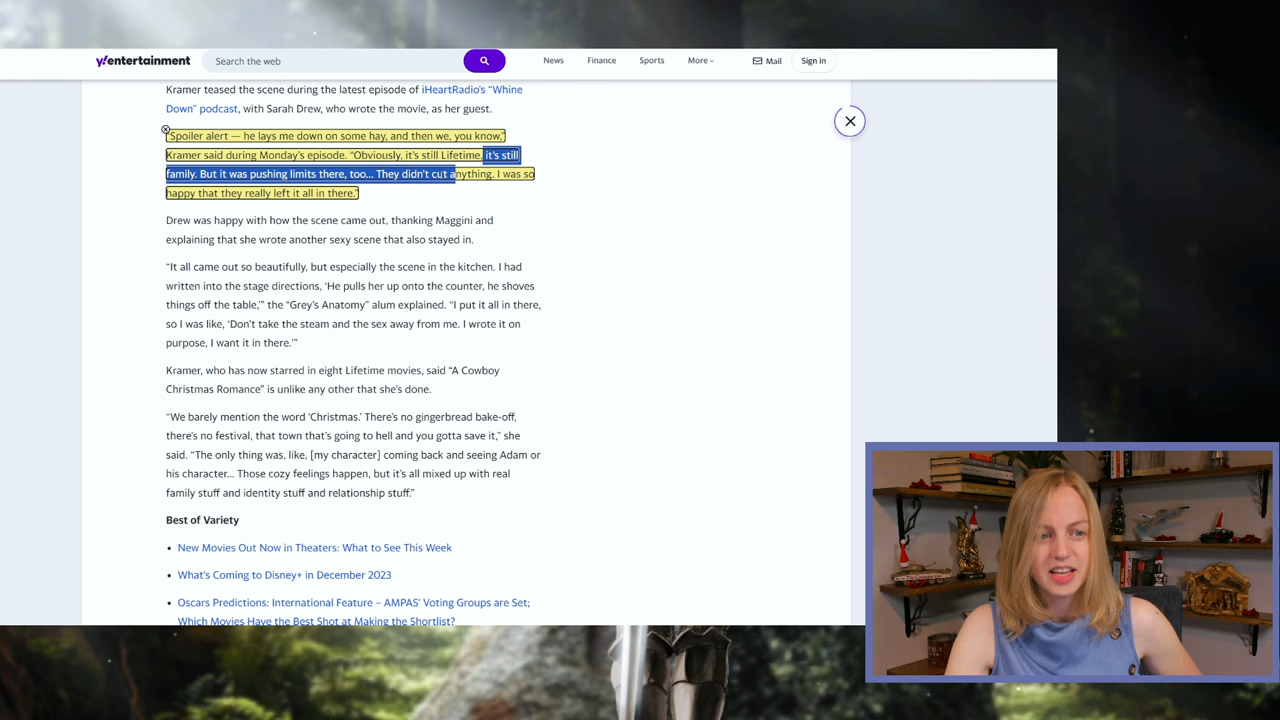 y!entertainment
Search the web
News
Finance
Sports
More
Mail
Sign in
Kramer teased the scene during the latest episode of iHeartRadio's “Whine
Down” podcast, with Sarah Drew, who wrote the movie, as her guest.
“Spoiler alert — he lays me down on some hay, and then we, you know,”
Kramer said during Monday's episode. “Obviously, it's still Lifetime, it's still
family. But it was pushing limits there, too... They didn't cut anything. I was so
happy that they really left it all in there.”
Drew was happy with how the scene came out, thanking Maggini and
explaining that she wrote another sexy scene that also stayed in.
“It all came out so beautifully, but especially the scene in the kitchen. I had
written into the stage directions, ‘He pulls her up onto the counter, he shoves
things off the table,’” the “Grey's Anatomy” alum explained. “I put it all in there,
so I was like, ‘Don't take the steam and the sex away from me. I wrote it on
purpose, I want it in there.’”
Kramer, who has now starred in eight Lifetime movies, said “A Cowboy
Christmas Romance” is unlike any other that she's done.
“We barely mention the word ‘Christmas.’ There's no gingerbread bake-off,
there's no festival, that town that's going to hell and you gotta save it,” she
said. “The only thing was, like, [my character] coming back and seeing Adam or
his character... Those cozy feelings happen, but it's all mixed up with real
family stuff and identity stuff and relationship stuff.”
Best of Variety
• New Movies Out Now in Theaters: What to See This Week
• What's Coming to Disney+ in December 2023
• Oscars Predictions: International Feature – AMPAS' Voting Groups are Set;
Which Movies Have the Best Shot at Making the Shortlist?